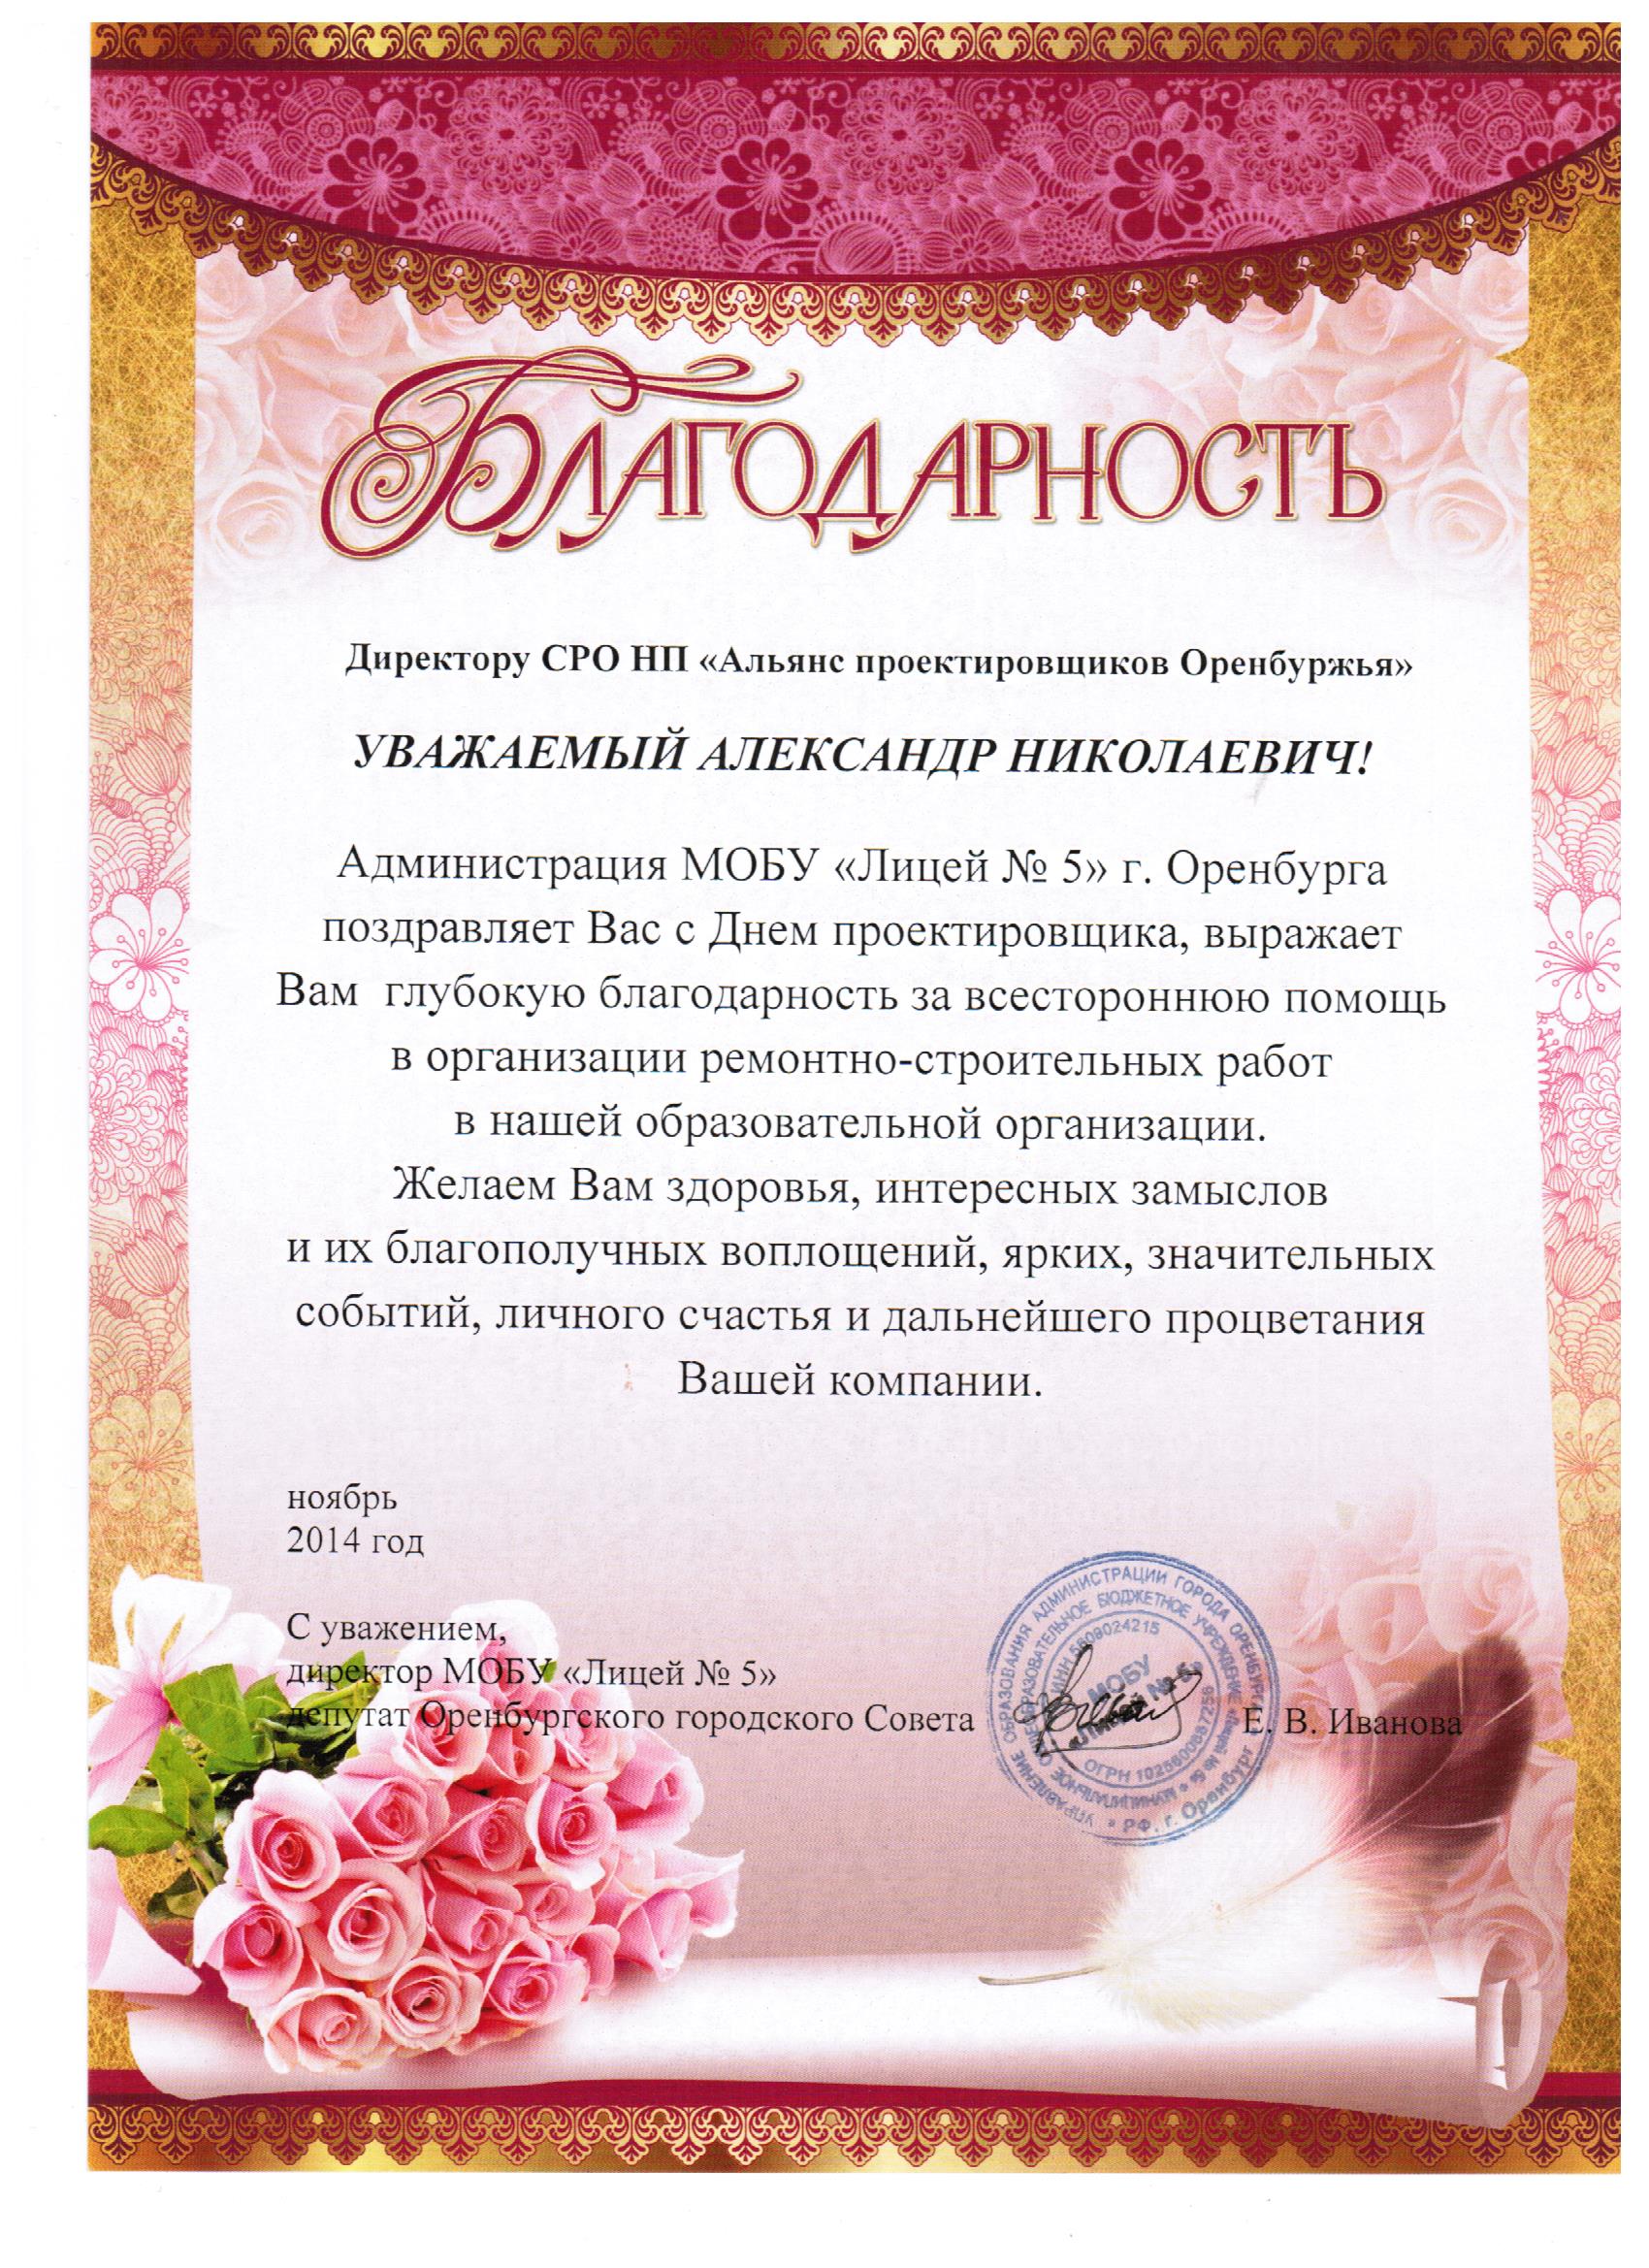 Благодарность
Директору СРО НП «Альянс проектировщиков Оренбуржья»
УВАЖАЕМЫЙ АЛЕКСАНДР НИКОЛАЕВИЧ!
Администрация МОБУ «Лицей № 5» г. Оренбурга
поздравляет Вас с Днем проектировщика, выражает
Вам глубокую благодарность за всестороннюю помощь
в организации ремонтно-строительных работ
в нашей образовательной организации.
Желаем Вам здоровья, интересных замыслов
и их благополучных воплощений, ярких, значительных
событий, личного счастья и дальнейшего процветания
Вашей компании.
ноябрь
2014 год
С уважением,
директор МОБУ «Лицей № 5»
депутат Оренбургского городского Совета Е. В. Иванова
УПРАВЛЕНИЕ ОБРАЗОВАНИЯ АДМИНИСТРАЦИИ ГОРОДА ОРЕНБУРГА
РФ, г. Оренбург
МУНИЦИПАЛЬНОЕ ОБЩЕОБРАЗОВАТЕЛЬНОЕ БЮДЖЕТНОЕ УЧРЕЖДЕНИЕ «Лицей № 5»
ИНН 5609024215
МОБУ
«Лицей № 5»
ОГРН